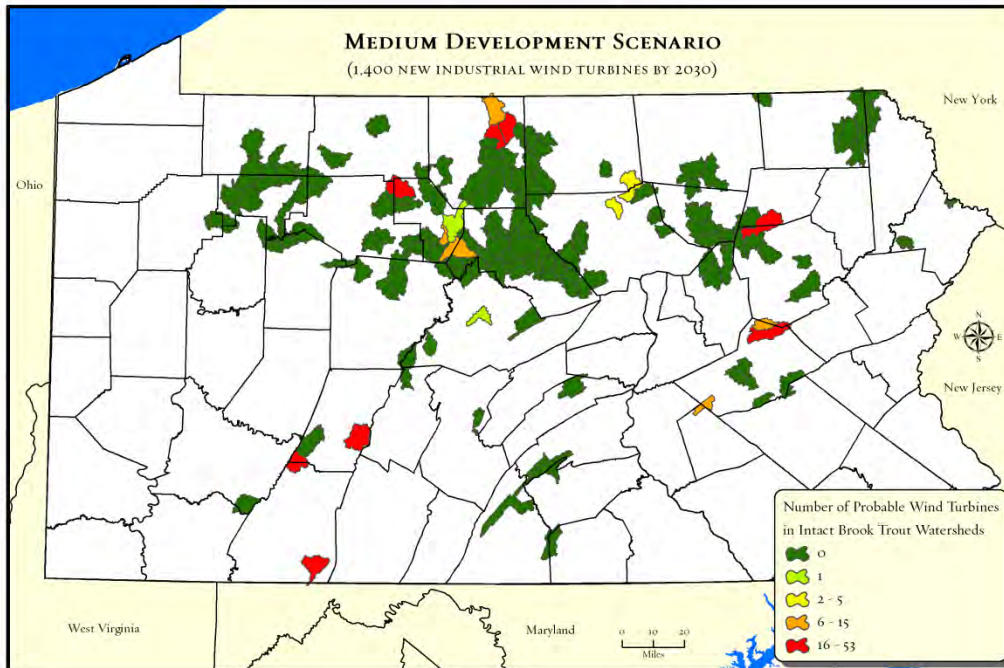 MEDIUM DEVELOPMENT SCENARIO
(1,400 NEW INDUSTRIAL WIND TURBINES BY 2030)
New York
Ohio
N
W E
S
New Jersey
Number of Probable Wind Turbines
in Intact Brook Trout Watersheds
0
1
2 - 5
6 - 15
16 - 53
West Virginia
Maryland
0 10 20
Miles